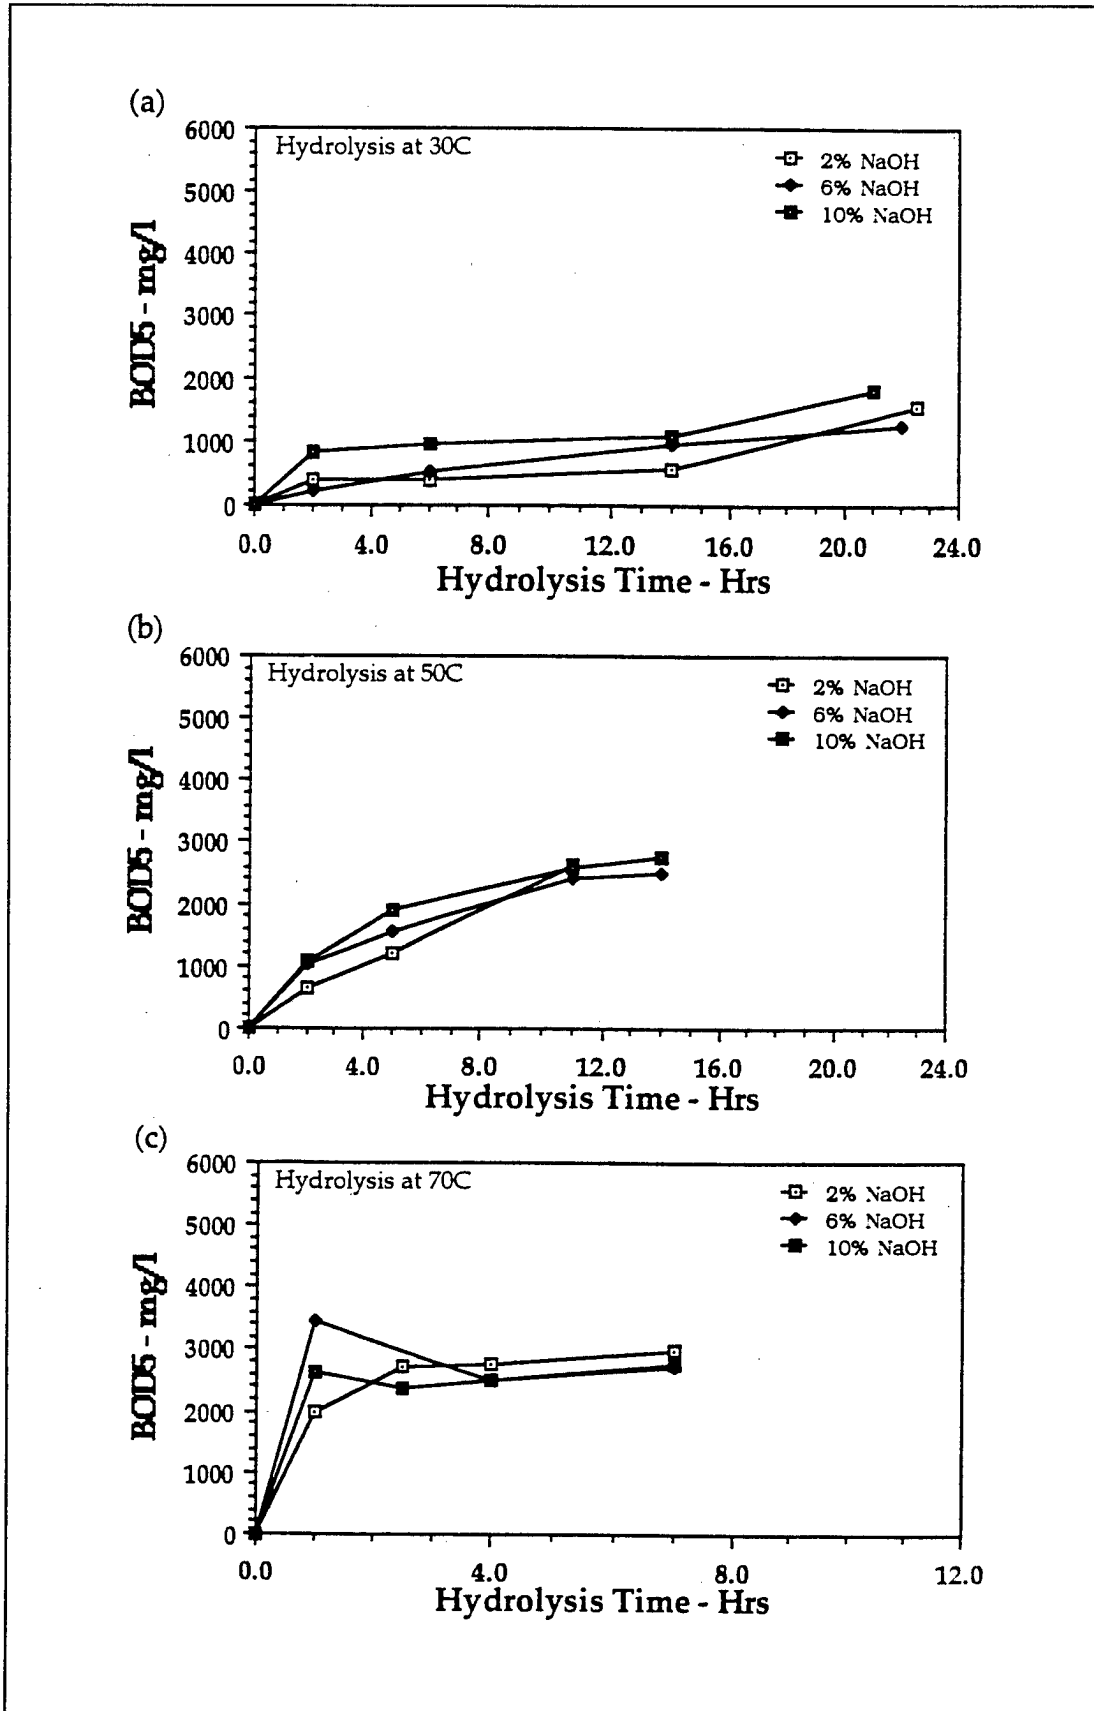 (a)
Hydrolysis at 30C
2% NaOH
6% NaOH
10% NaOH
BOD5 - mg/l
6000
5000
4000
3000
2000
1000
0
0.0 4.0 8.0 12.0 16.0 20.0 24.0
Hydrolysis Time - Hrs
(b)
Hydrolysis at 50C
2% NaOH
6% NaOH
10% NaOH
BOD5 - mg/l
6000
5000
4000
3000
2000
1000
0
0.0 4.0 8.0 12.0 16.0 20.0 24.0
Hydrolysis Time - Hrs
(c)
Hydrolysis at 70C
2% NaOH
6% NaOH
10% NaOH
BOD5 - mg/l
6000
5000
4000
3000
2000
1000
0
0.0 4.0 8.0 12.0
Hydrolysis Time - Hrs